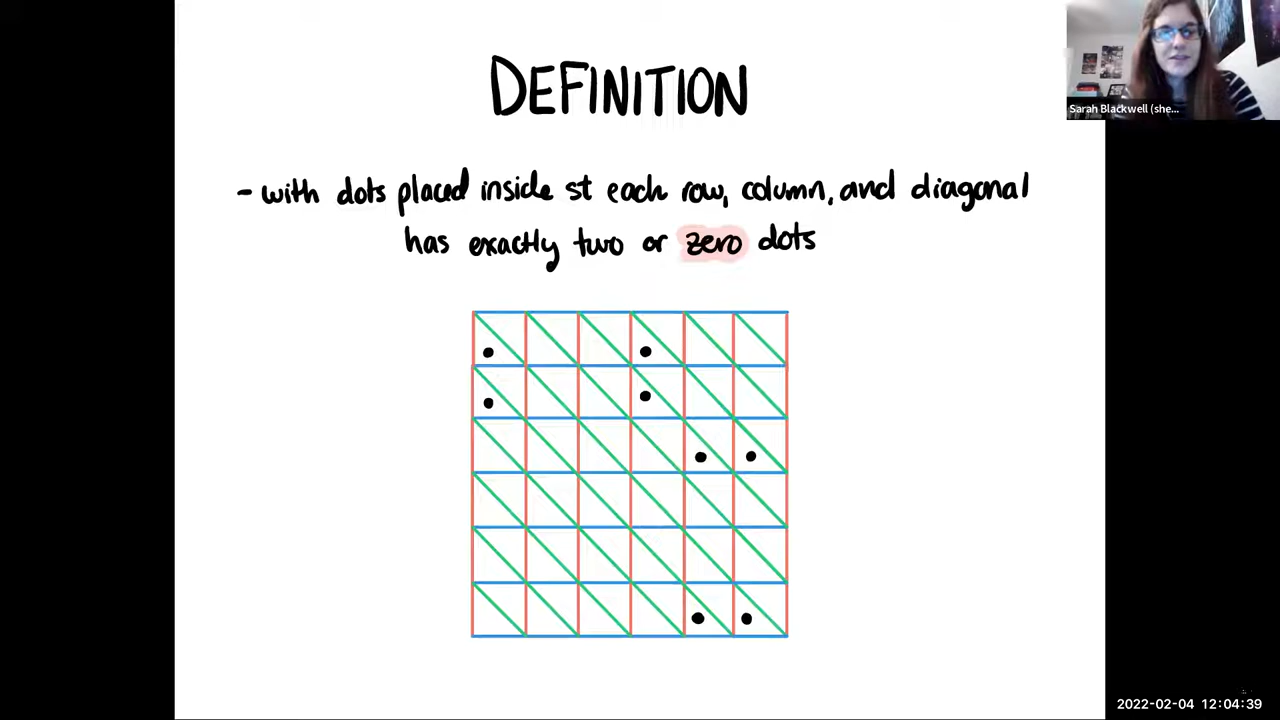 DEFINITION
Sarah Blackwell (she...
- with dots placed inside st each row, column, and diagonal
has exactly two or zero dots
2022-02-04 12:04:39